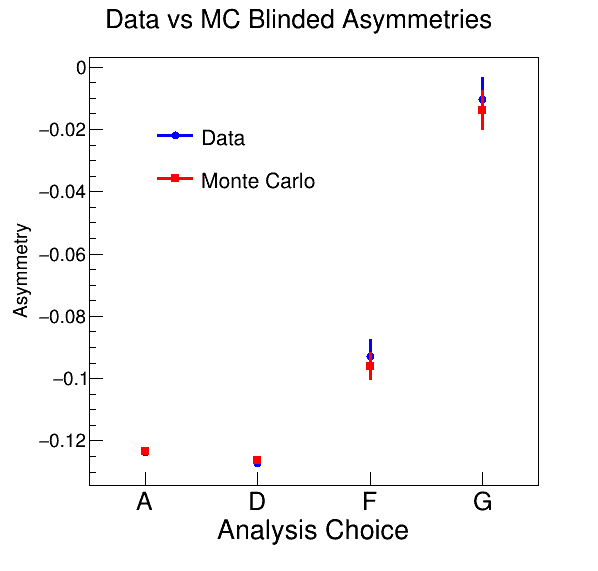 Data vs MC Blinded Asymmetries
0
−0.02
−0.04
−0.06
−0.08
−0.1
−0.12
Asymmetry
Data
Monte Carlo
A D F G
Analysis Choice